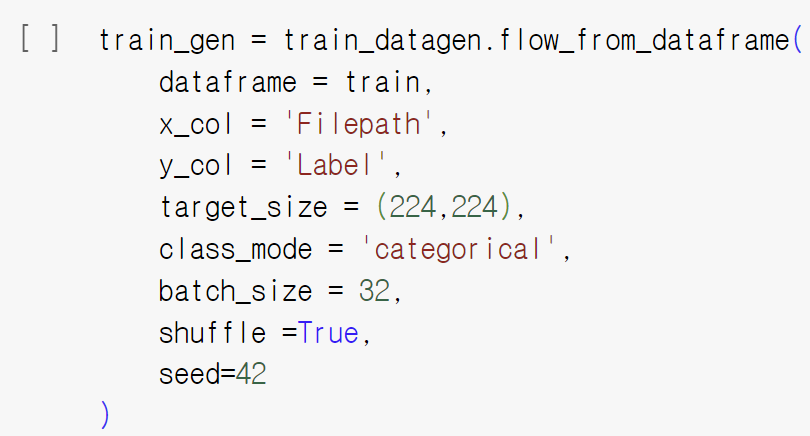 [ ] train_gen = train_datagen.flow_from_dataframe(
dataframe = train,
x_col = 'Filepath',
y_col = 'Label',
target_size = (224,224),
class_mode = 'categorical',
batch_size = 32,
shuffle =True,
seed=42
)